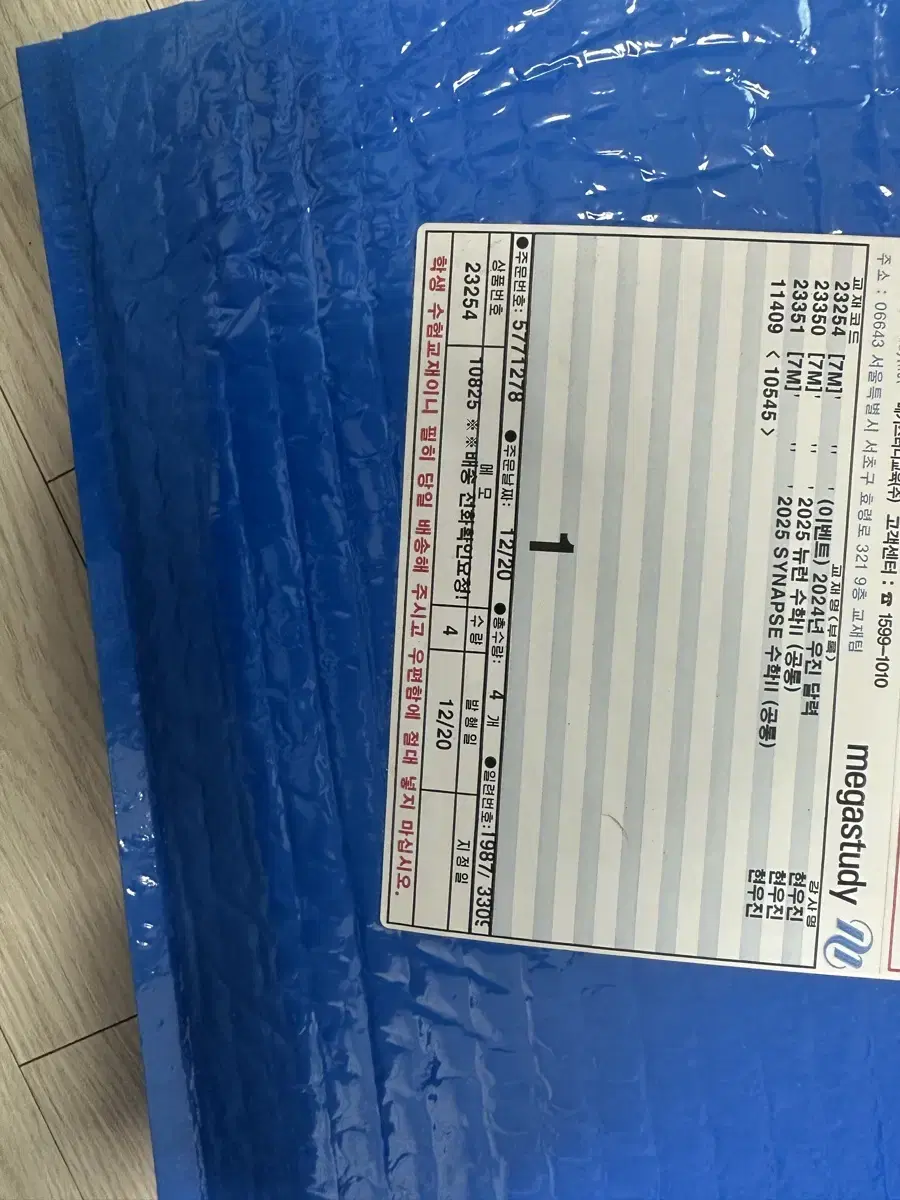 고객센터 : ☎ 1599-1010
주소 : 06643 서울특별시 서초구 효령로 321 9층 교재팀
megastudy
교재코드 교재명(부록) 강사명
23254 [7M]' '' ' (이벤트) 2024년 우진 달력 현우진
23350 [7M]' '' ' 2025 뉴런 수학II (공통) 현우진
23351 [7M]' '' ' 2025 SYNAPSE 수학II (공통) 현우진
11409 < 10545 >
1
●주문번호: 5771278 ●주문날짜: 12/20 ●총수량: 4 개 ●일련번호:1987/ 3309
상품번호 메 모 수량 발행일 지정일
23254 10825 ※※배송 전화확인요청! 4 12/20
학생 수험교재이니 필히 당일 배송해 주시고 우편함에 절대 넣지 마십시오.